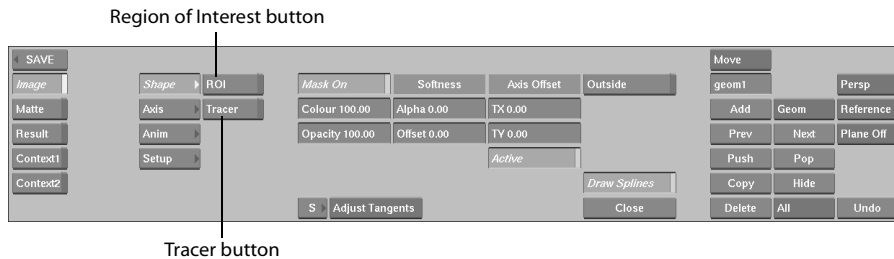 Region of Interest button
SAVE Move
Image Shape ROI Mask On Softness Axis Offset Outside geom1 Persp
Matte Axis Tracer Colour 100.00 Alpha 0.00 TX 0.00 Add Geom Reference
Result Anim Opacity 100.00 Offset 0.00 TY 0.00 Prev Next Plane Off
Context1 Setup Active Push Pop
Context2 Draw Splines Copy Hide
S Adjust Tangents Close Delete All Undo
Tracer button